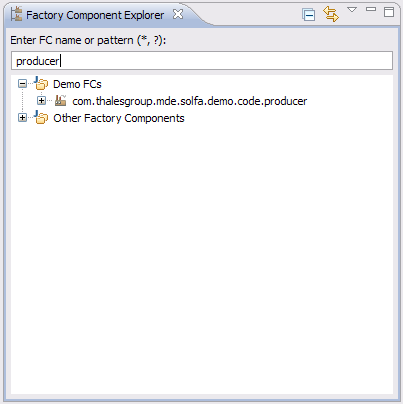 Factory Component Explorer
Enter FC name or pattern (*, ?):
producer
Demo FCs
com.thalesgroup.mde.solfa.demo.code.producer
Other Factory Components